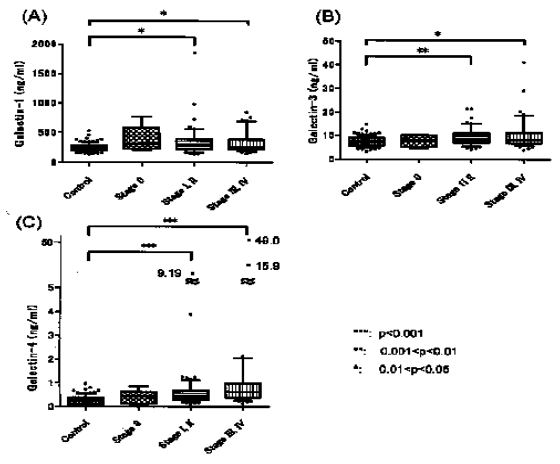 (A)
*
*
Galectin-1 (ng/ml)
2000
1500
1000
500
0
Control
Stage 0
Stage I, II
Stage III, IV
(B)
*
**
Galectin-3 (ng/ml)
50
40
30
20
10
0
Control
Stage 0
Stage I, II
Stage III, IV
(C)
***
***
Galectin-4 (ng/ml)
50
5
4
3
2
1
0
9.19
49.0
15.9
Control
Stage 0
Stage I, II
Stage III, IV
***: p<0.001
**: 0.001<p<0.01
*: 0.01<p<0.05